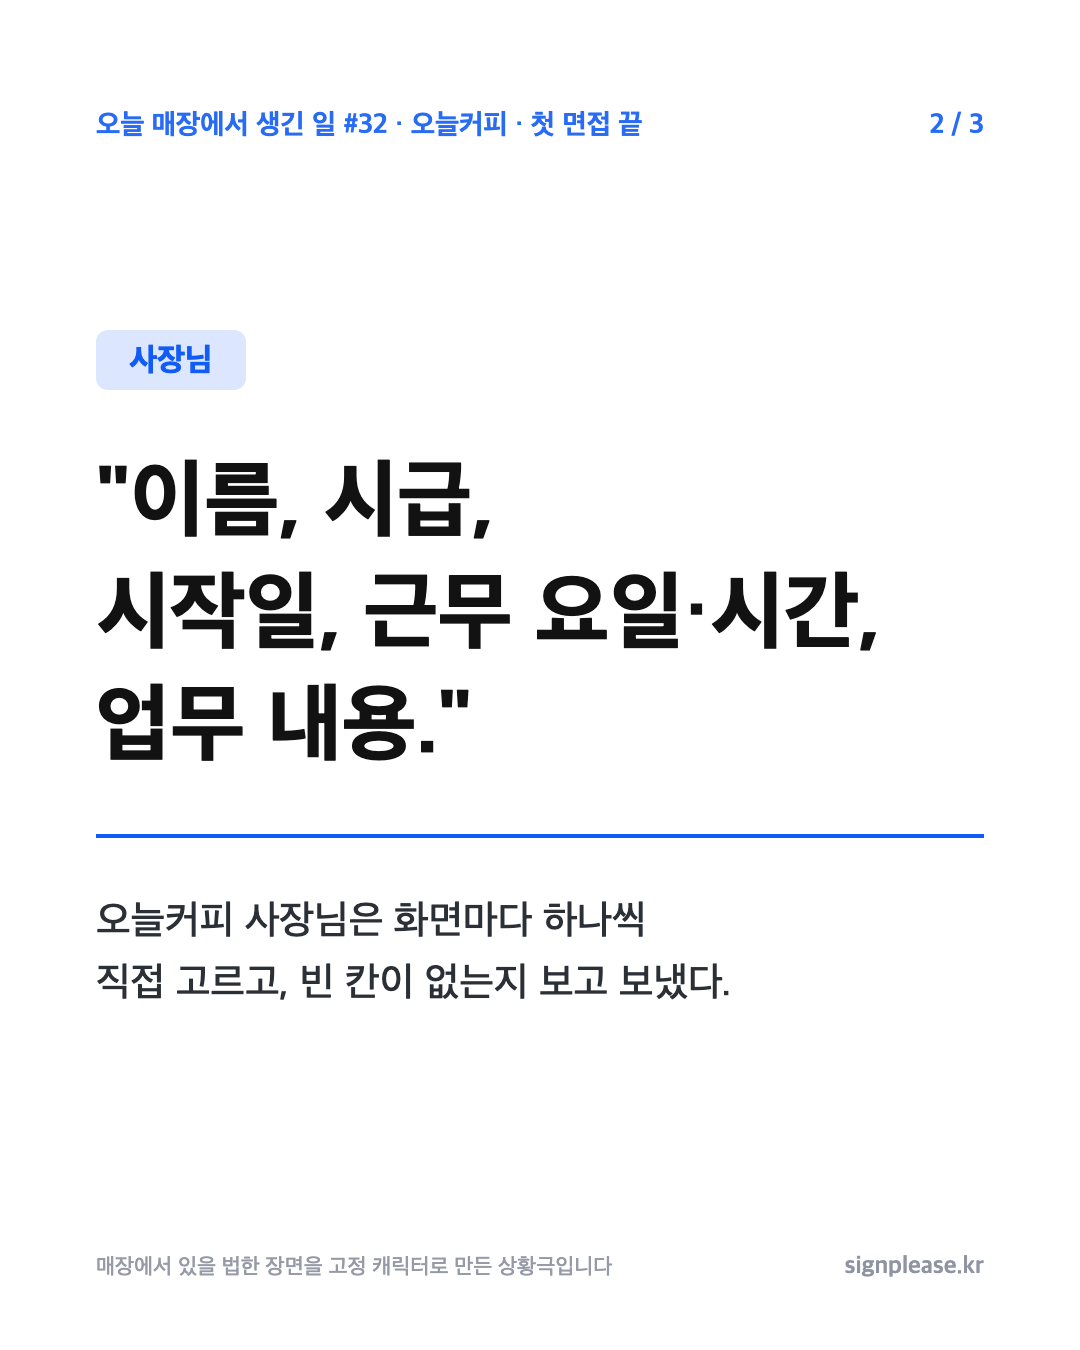 오늘 매장에서 생긴 일 #32 · 오늘커피 · 첫 면접 끝
2 / 3
사장님
"이름, 시급,
시작일, 근무 요일·시간,
업무 내용."
오늘커피 사장님은 화면마다 하나씩
직접 고르고, 빈 칸이 없는지 보고 보냈다.
매장에서 있을 법한 장면을 고정 캐릭터로 만든 상황극입니다
signplease.kr